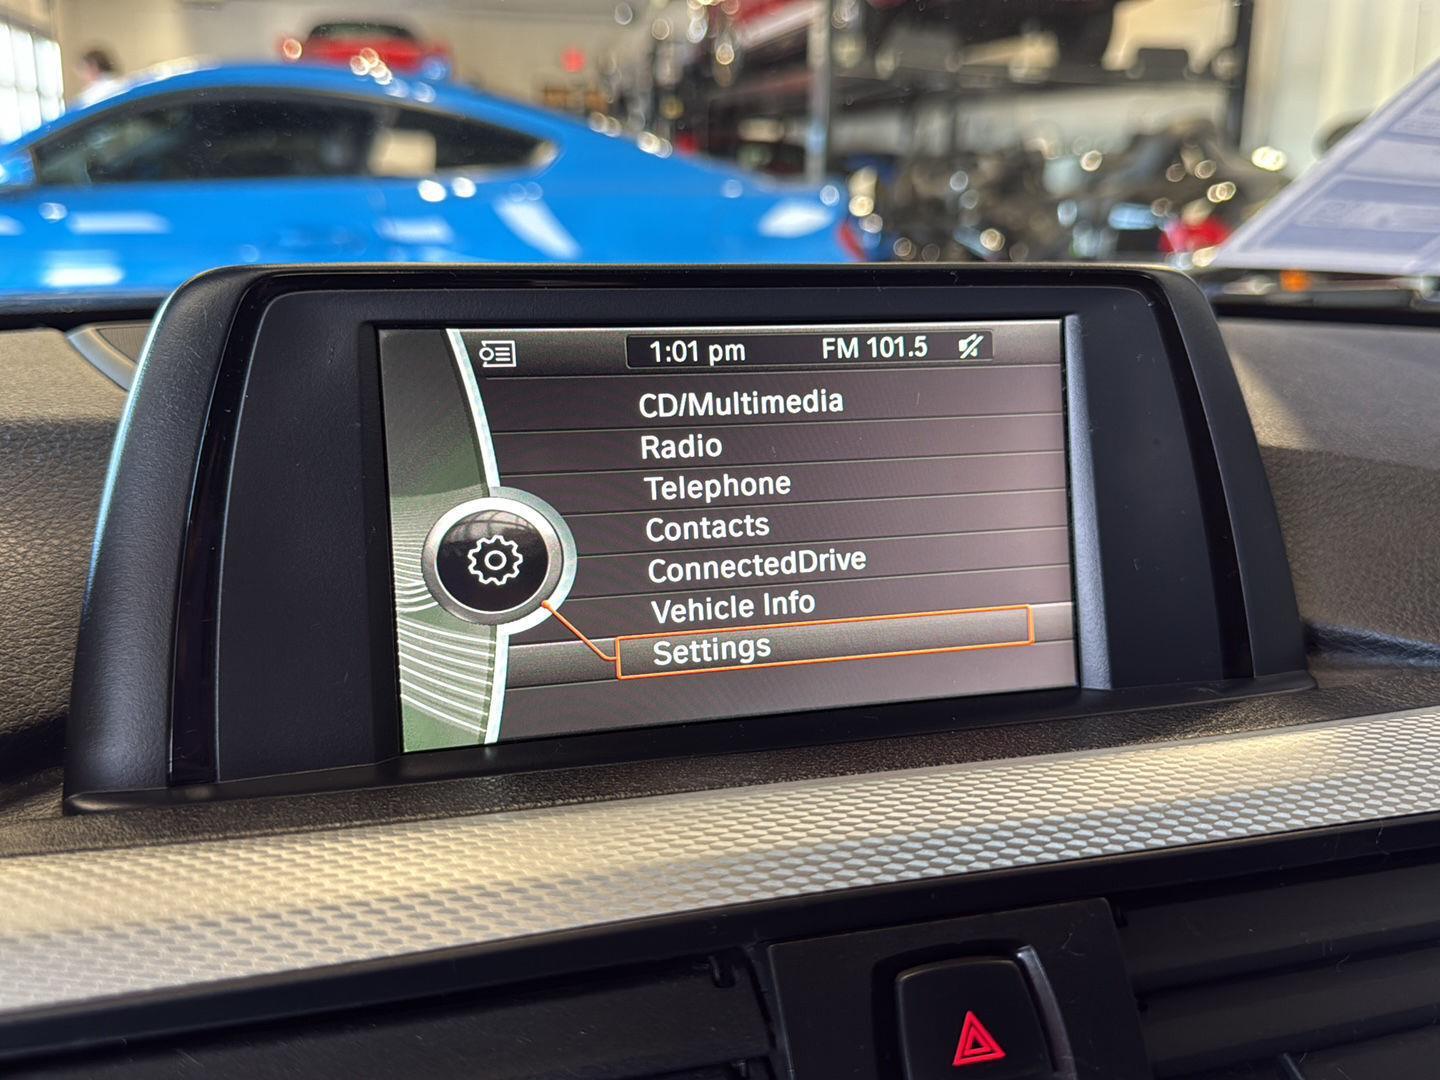 1:01 pm FM 101.5
CD/Multimedia
Radio
Telephone
Contacts
ConnectedDrive
Vehicle Info
Settings